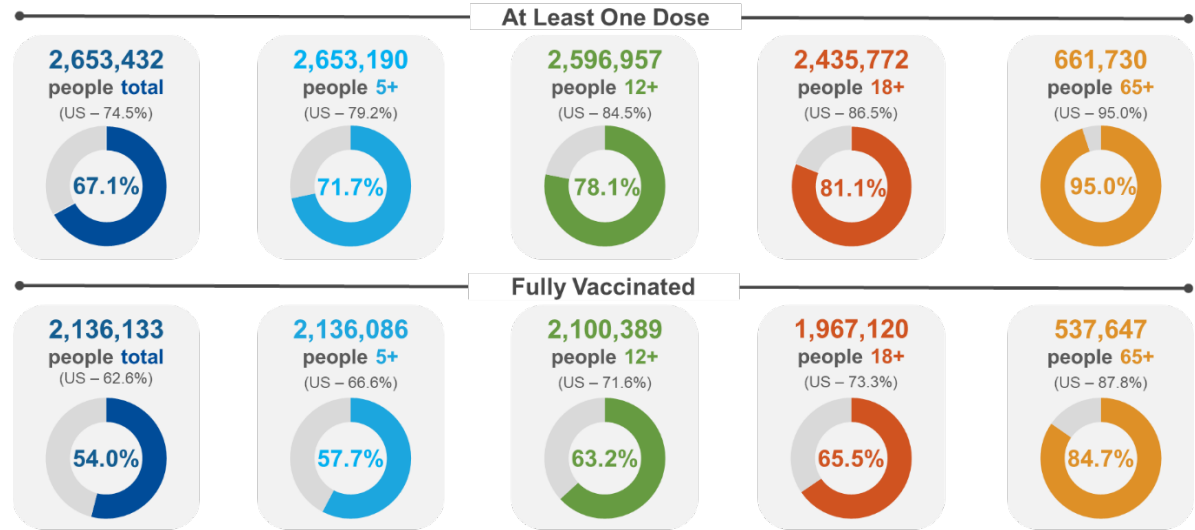 At Least One Dose
2,653,432
people total
(US – 74.5%)
67.1%
2,653,190
people 5+
(US – 79.2%)
71.7%
2,596,957
people 12+
(US – 84.5%)
78.1%
2,435,772
people 18+
(US – 86.5%)
81.1%
661,730
people 65+
(US – 95.0%)
95.0%
Fully Vaccinated
2,136,133
people total
(US – 62.6%)
54.0%
2,136,086
people 5+
(US – 66.6%)
57.7%
2,100,389
people 12+
(US – 71.6%)
63.2%
1,967,120
people 18+
(US – 73.3%)
65.5%
537,647
people 65+
(US – 87.8%)
84.7%